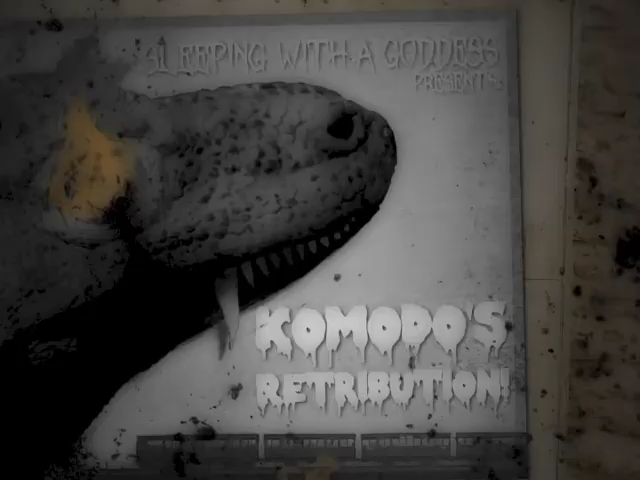 SLEEPING WITH A GODDESS
PRESENTS:
KOMODO'S
RETRIBUTION!